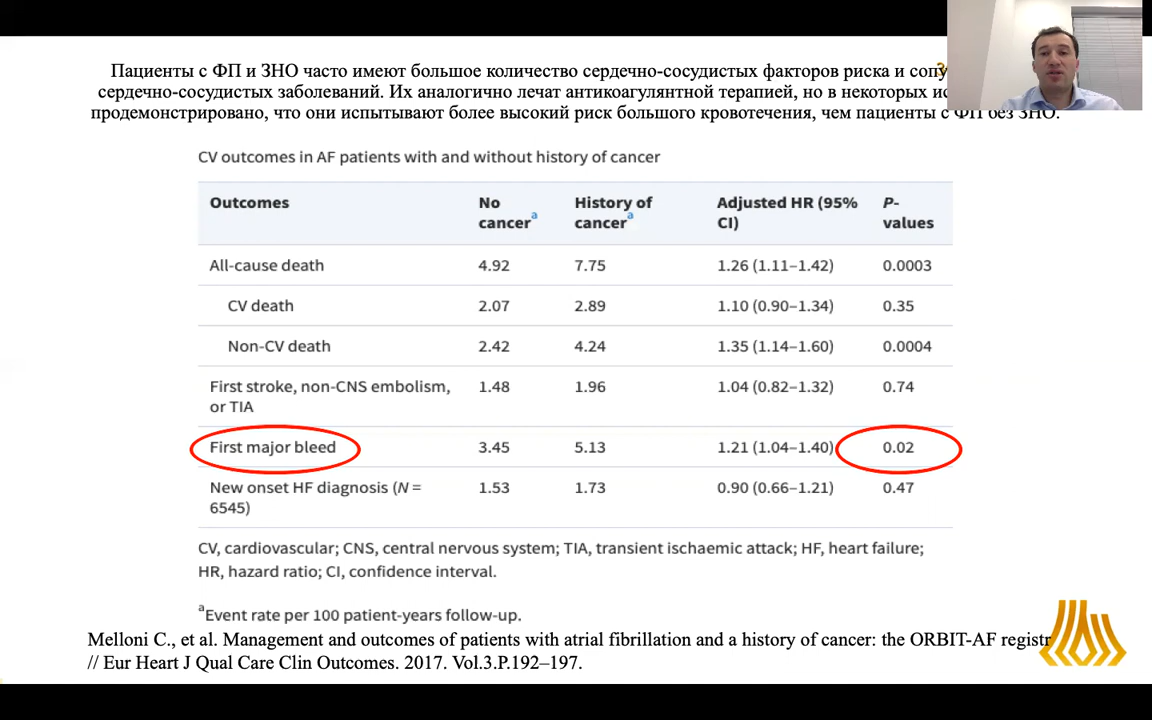 Пациенты с ФП и ЗНО часто имеют большое количество сердечно-сосудистых факторов риска и
сердечно-сосудистых заболеваний. Их аналогично лечат антикоагулянтной терапией, но в некоторых
продемонстрировано, что они испытывают более высокий риск большого кровотечения, чем пациенты с ФП без ЗНО.
CV outcomes in AF patients with and without history of cancer
Outcomes No cancerᵃ History of cancerᵃ Adjusted HR (95% CI) P-values
All-cause death 4.92 7.75 1.26 (1.11–1.42) 0.0003
CV death 2.07 2.89 1.10 (0.90–1.34) 0.35
Non-CV death 2.42 4.24 1.35 (1.14–1.60) 0.0004
First stroke, non-CNS embolism, or TIA 1.48 1.96 1.04 (0.82–1.32) 0.74
First major bleed 3.45 5.13 1.21 (1.04–1.40) 0.02
New onset HF diagnosis (N = 6545) 1.53 1.73 0.90 (0.66–1.21) 0.47
CV, cardiovascular; CNS, central nervous system; TIA, transient ischaemic attack; HF, heart failure;
HR, hazard ratio; CI, confidence interval.
ᵃEvent rate per 100 patient-years follow-up.
Melloni C., et al. Management and outcomes of patients with atrial fibrillation and a history of cancer: the ORBIT-AF
// Eur Heart J Qual Care Clin Outcomes. 2017. Vol.3.P.192–197.